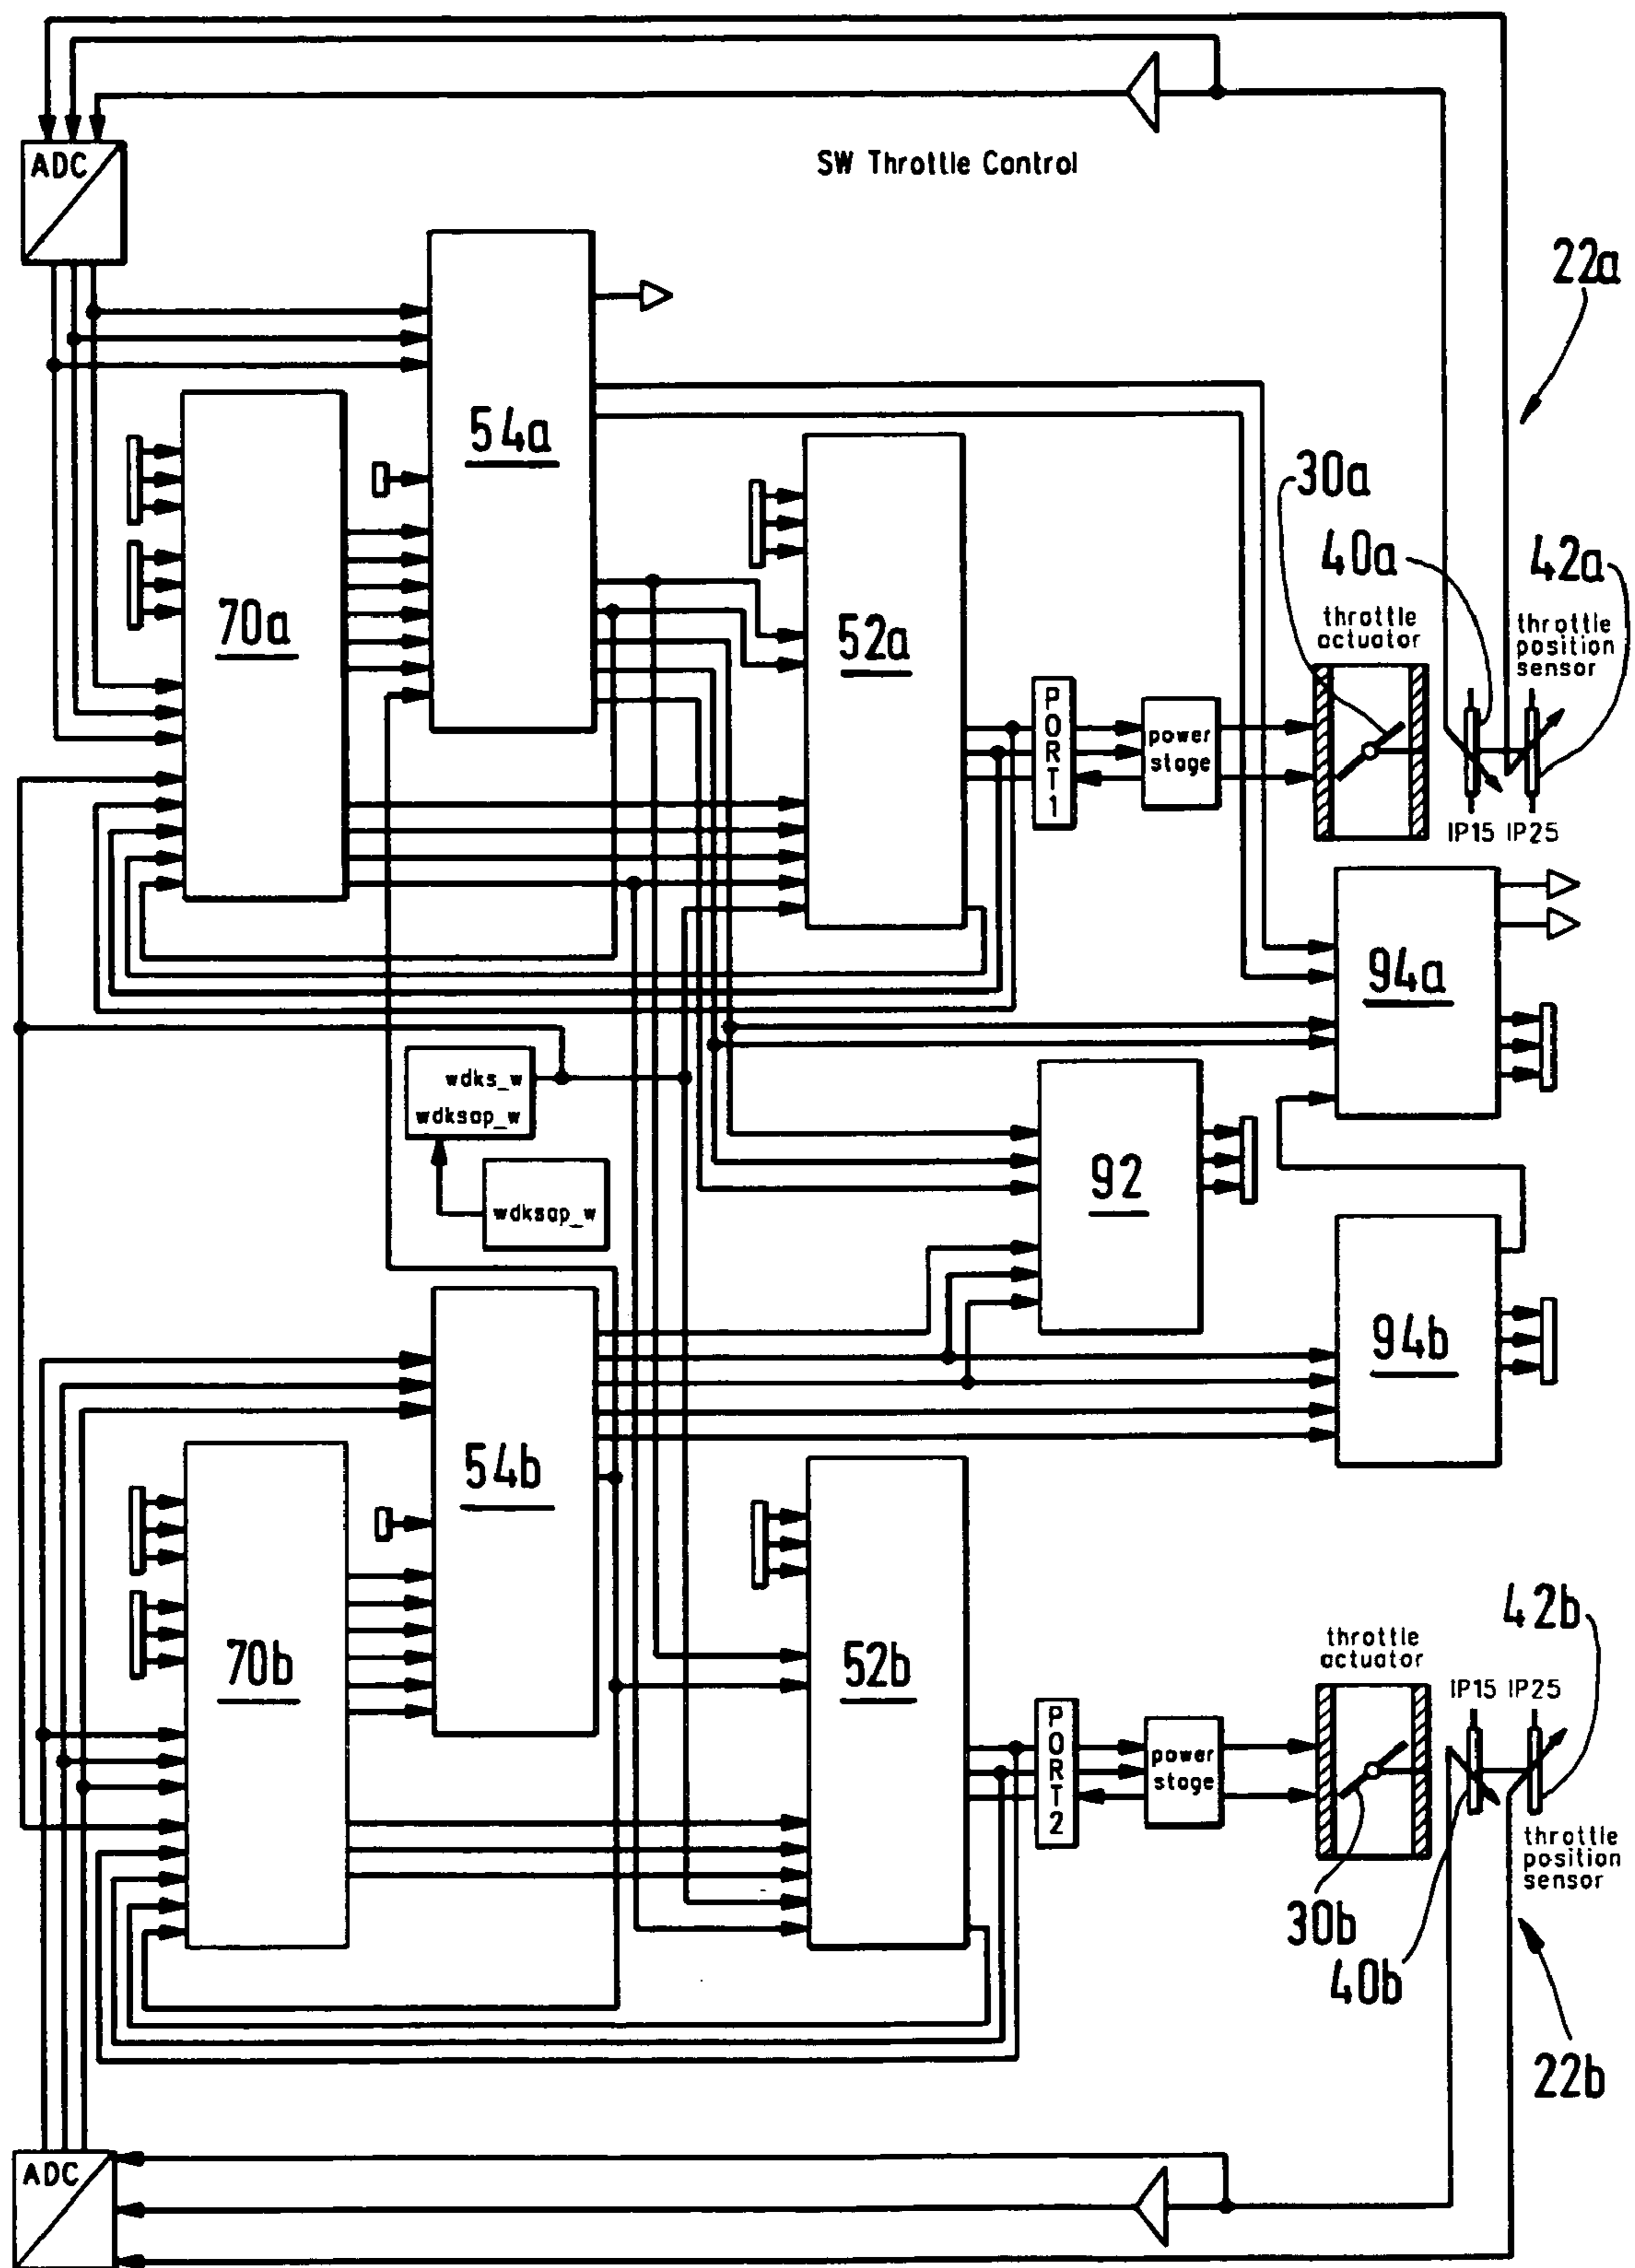 ADC
SW Throttle Control
22a
54a
30a
40a
42a
70a
52a
throttle
actuator
throttle
position
sensor
PORT1
power
stage
IP15 IP25
94a
wdks_w
wdksap_w
92
wdksap_w
94b
54b
42b
70b
52b
throttle
actuator
IP15 IP25
PORT2
power
stage
throttle
position
sensor
30b
40b
22b
ADC